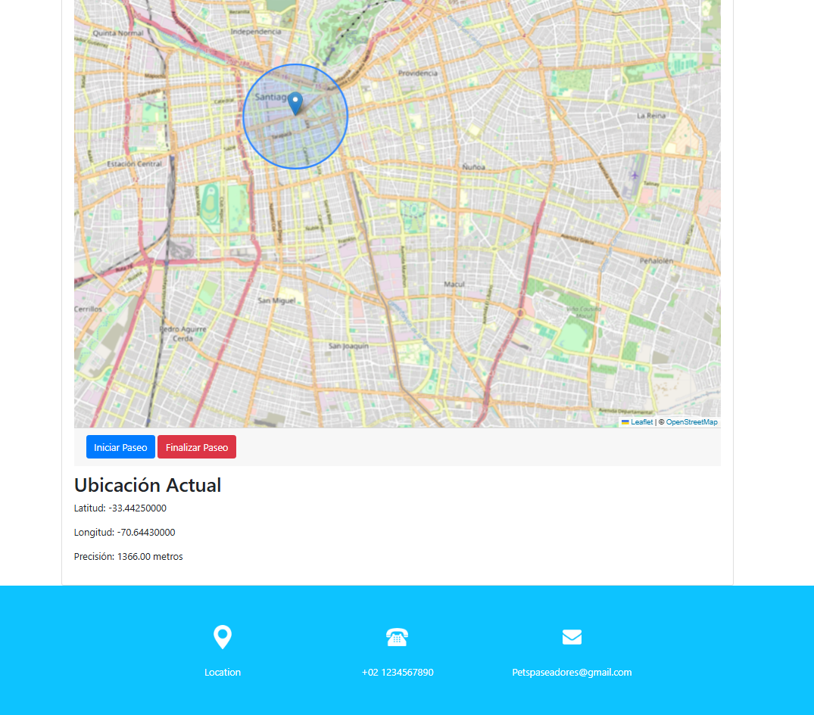 Quinta Normal
Independencia
Providencia
Santiago
La Reina
Estación Central
Ñuñoa
Peñalolén
Macul
Cerrillos
San Miguel
Pedro Aguirre
Cerda
San Joaquín
Leaflet | © OpenStreetMap
Iniciar Paseo Finalizar Paseo
Ubicación Actual
Latitud: -33.44250000
Longitud: -70.64430000
Precisión: 1366.00 metros
Location +02 1234567890 Petspaseadores@gmail.com